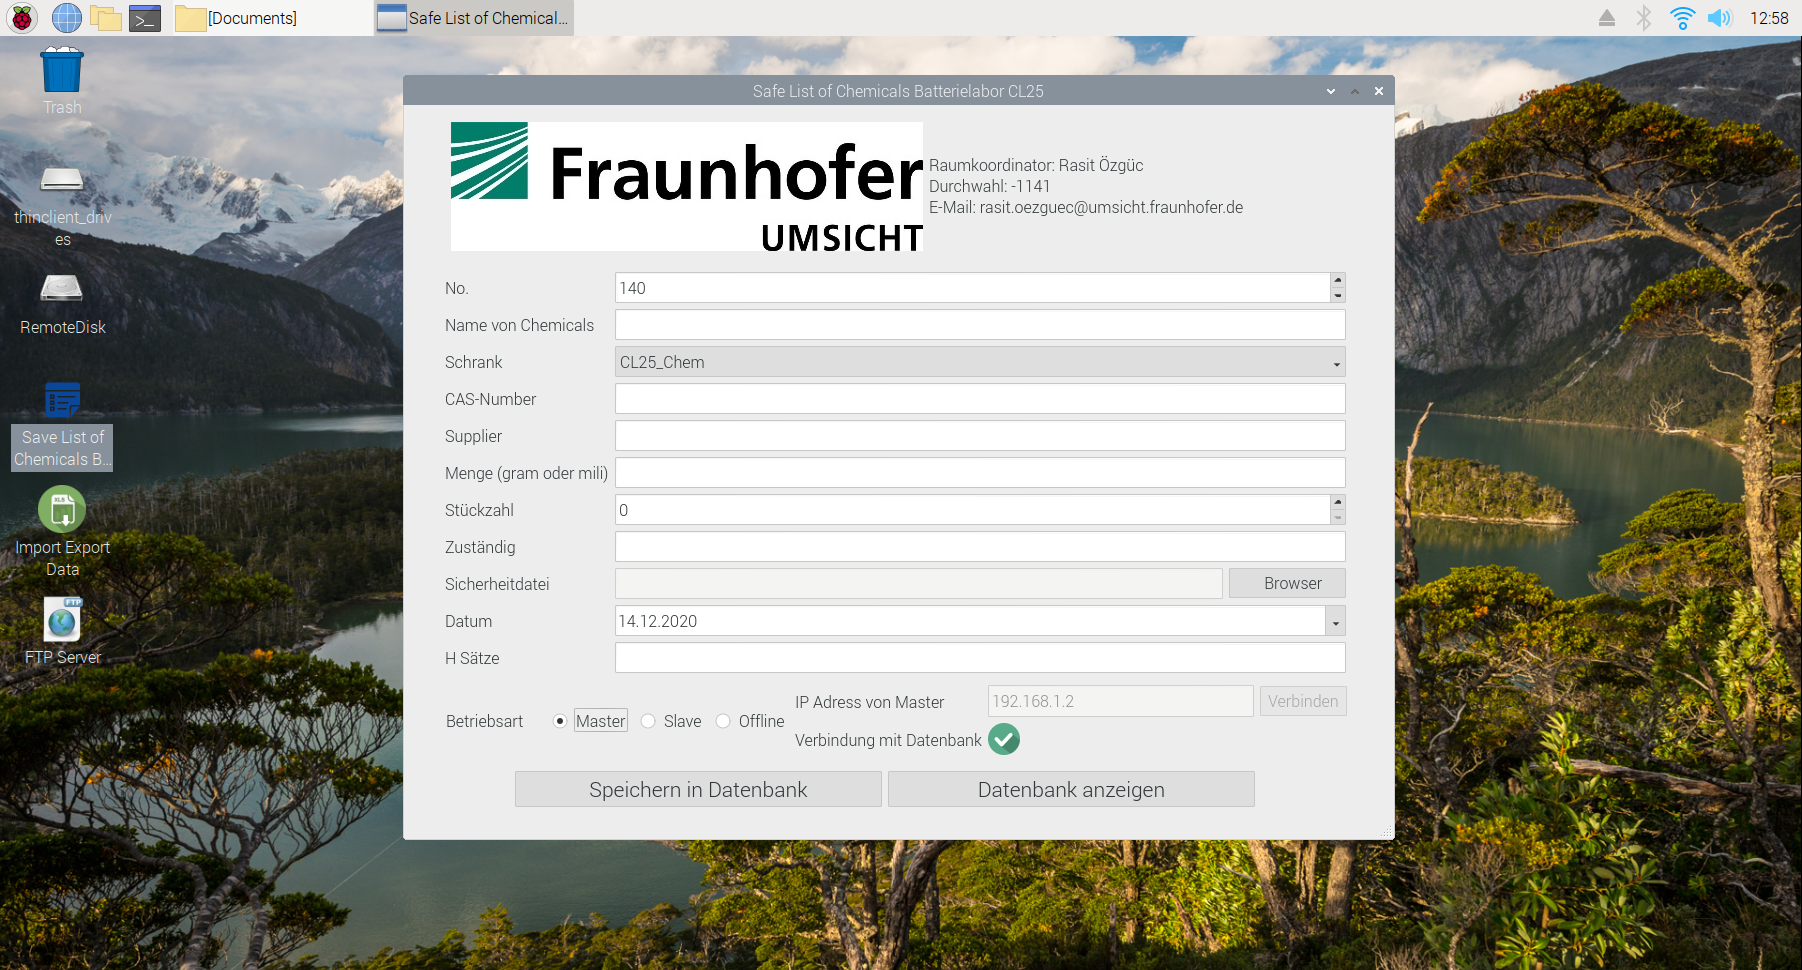 [Documents]
Safe List of Chemical...
12:58
Trash
thinclient_driv
es
RemoteDisk
Save List of
Chemicals B...
XLS
Import Export
Data
FTP
FTP Server
Safe List of Chemicals Batterielabor CL25
Fraunhofer
UMSICHT
Raumkoordinator: Rasit Özgüc
Durchwahl: -1141
E-Mail: rasit.oezguec@umsicht.fraunhofer.de
No. 140
Name von Chemicals
Schrank CL25_Chem
CAS-Number
Supplier
Menge (gram oder mili)
Stückzahl 0
Zuständig
Sicherheitdatei Browser
Datum 14.12.2020
H Sätze
Betriebsart Master Slave Offline
IP Adress von Master 192.168.1.2 Verbinden
Verbindung mit Datenbank
Speichern in Datenbank Datenbank anzeigen